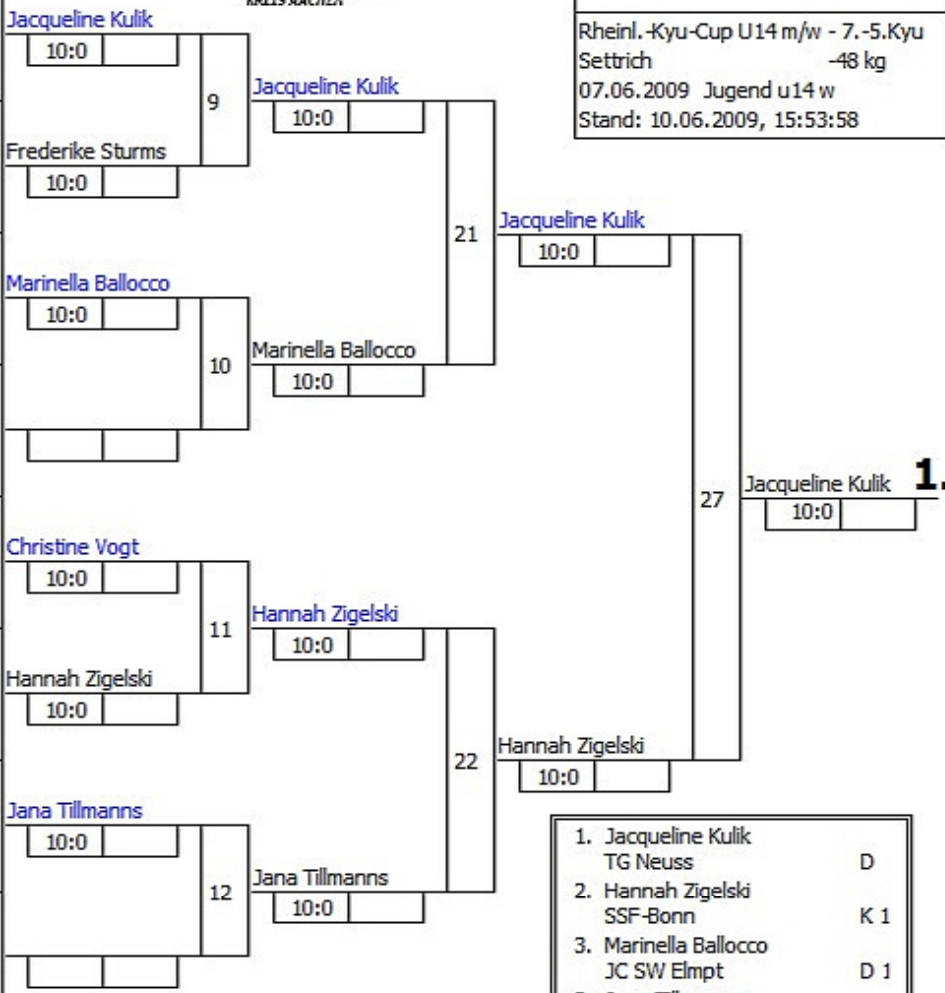 KREIS AACHEN
Rheinl.-Kyu-Cup U14 m/w - 7.-5.Kyu
Settrich -48 kg
07.06.2009 Jugend u14 w
Stand: 10.06.2009, 15:53:58
Jacqueline Kulik
10:0
9
Frederike Sturms
10:0
Marinella Ballocco
10:0
10
Christine Vogt
10:0
11
Hannah Zigelski
10:0
Jana Tillmanns
10:0
12
Jacqueline Kulik
10:0
21
Marinella Ballocco
10:0
Hannah Zigelski
10:0
22
Jana Tillmanns
10:0
Jacqueline Kulik
10:0
27
Hannah Zigelski
10:0
Jacqueline Kulik 1.
10:0
1. Jacqueline Kulik
TG Neuss D
2. Hannah Zigelski
SSF-Bonn K 1
3. Marinella Ballocco
JC SW Elmpt D 1